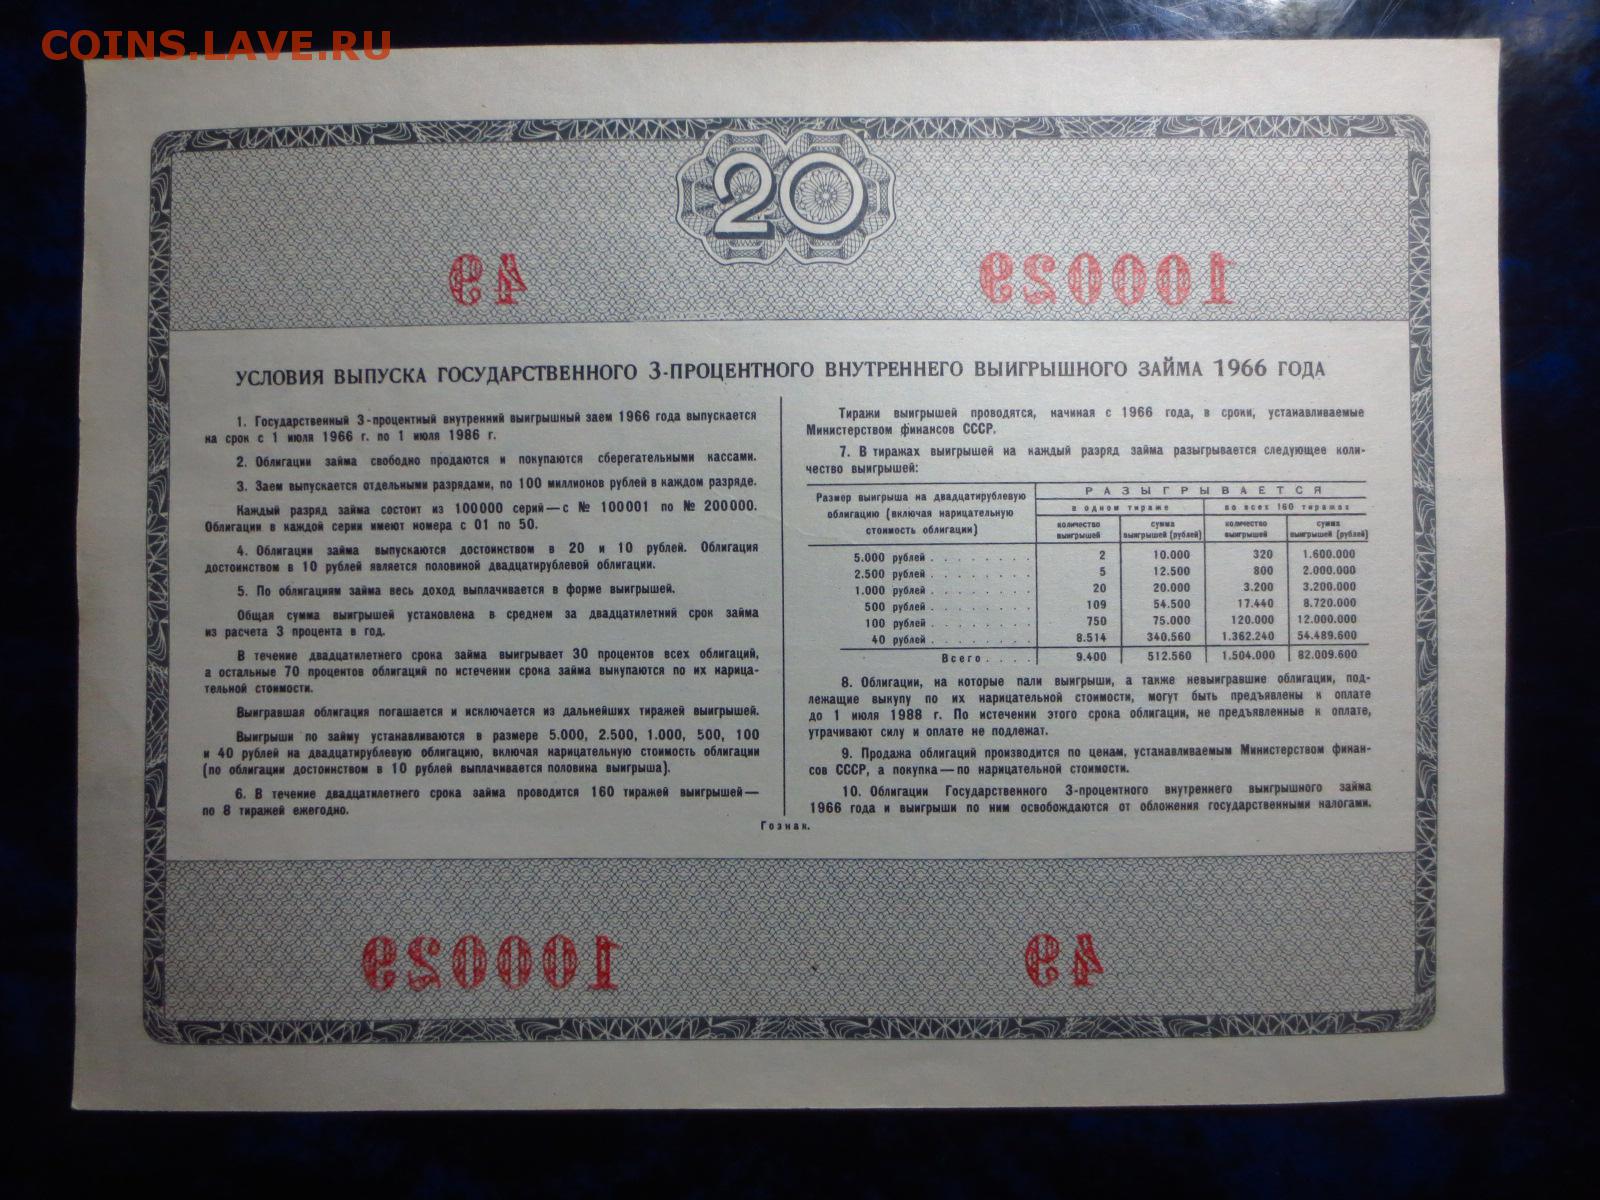 COINS.LAVE.RU
20
49 100029
УСЛОВИЯ ВЫПУСКА ГОСУДАРСТВЕННОГО 3-ПРОЦЕНТНОГО ВНУТРЕННЕГО ВЫИГРЫШНОГО ЗАЙМА 1966 ГОДА
1. Государственный 3-процентный внутренний выигрышный заем 1966 года выпускается
на срок с 1 июля 1966 г. по 1 июля 1986 г.
2. Облигации займа свободно продаются и покупаются сберегательными кассами.
3. Заем выпускается отдельными разрядами, по 100 миллионов рублей в каждом разряде.
Каждый разряд займа состоит из 100000 серий—с № 100001 по № 200000.
Облигации в каждой серии имеют номера с 01 по 50.
4. Облигации займа выпускаются достоинством в 20 и 10 рублей. Облигация
достоинством в 10 рублей является половиной двадцатирублевой облигации.
5. По облигациям займа весь доход выплачивается в форме выигрышей.
Общая сумма выигрышей установлена в среднем за двадцатилетний срок займа
из расчета 3 процента в год.
В течение двадцатилетнего срока займа выигрывает 30 процентов всех облигаций,
а остальные 70 процентов облигаций по истечении срока займа выкупаются по их нарица-
тельной стоимости.
Выигравшая облигация погашается и исключается из дальнейших тиражей выигрышей.
Выигрыши по займу устанавливаются в размере 5.000, 2.500, 1.000, 500, 100
и 40 рублей на двадцатирублевую облигацию, включая нарицательную стоимость облигации
(по облигации достоинством в 10 рублей выплачивается половина выигрыша).
6. В течение двадцатилетнего срока займа проводится 160 тиражей выигрышей—
по 8 тиражей ежегодно.
Тиражи выигрышей проводятся, начиная с 1966 года, в сроки, устанавливаемые
Министерством финансов СССР.
7. В тиражах выигрышей на каждый разряд займа разыгрывается следующее коли-
чество выигрышей:
Размер выигрыша на двадцатирублевую
облигацию (включая нарицательную
стоимость облигации)
РАЗЫГРЫВАЕТСЯ
в одном тираже во всех 160 тиражах
количество сумма количество сумма
выигрышей выигрышей (рублей) выигрышей выигрышей (рублей)
5.000 рублей . . . . . . . . 2 10.000 320 1.600.000
2.500 рублей . . . . . . . . 5 12.500 800 2.000.000
1.000 рублей . . . . . . . . 20 20.000 3.200 3.200.000
500 рублей . . . . . . . . 109 54.500 17.440 8.720.000
100 рублей . . . . . . . . 750 75.000 120.000 12.000.000
40 рублей . . . . . . . . 8.514 340.560 1.362.240 54.489.600
Всего . . . . 9.400 512.560 1.504.000 82.009.600
8. Облигации, на которые пали выигрыши, а также невыигравшие облигации, под-
лежащие выкупу по их нарицательной стоимости, могут быть предъявлены к оплате
до 1 июля 1988 г. По истечении этого срока облигации, не предъявленные к оплате,
утрачивают силу и оплате не подлежат.
9. Продажа облигаций производится по ценам, устанавливаемым Министерством финан-
сов СССР, а покупка—по нарицательной стоимости.
10. Облигации Государственного 3-процентного внутреннего выигрышного займа
1966 года и выигрыши по ним освобождаются от обложения государственными налогами.
Гознак.
100029 49